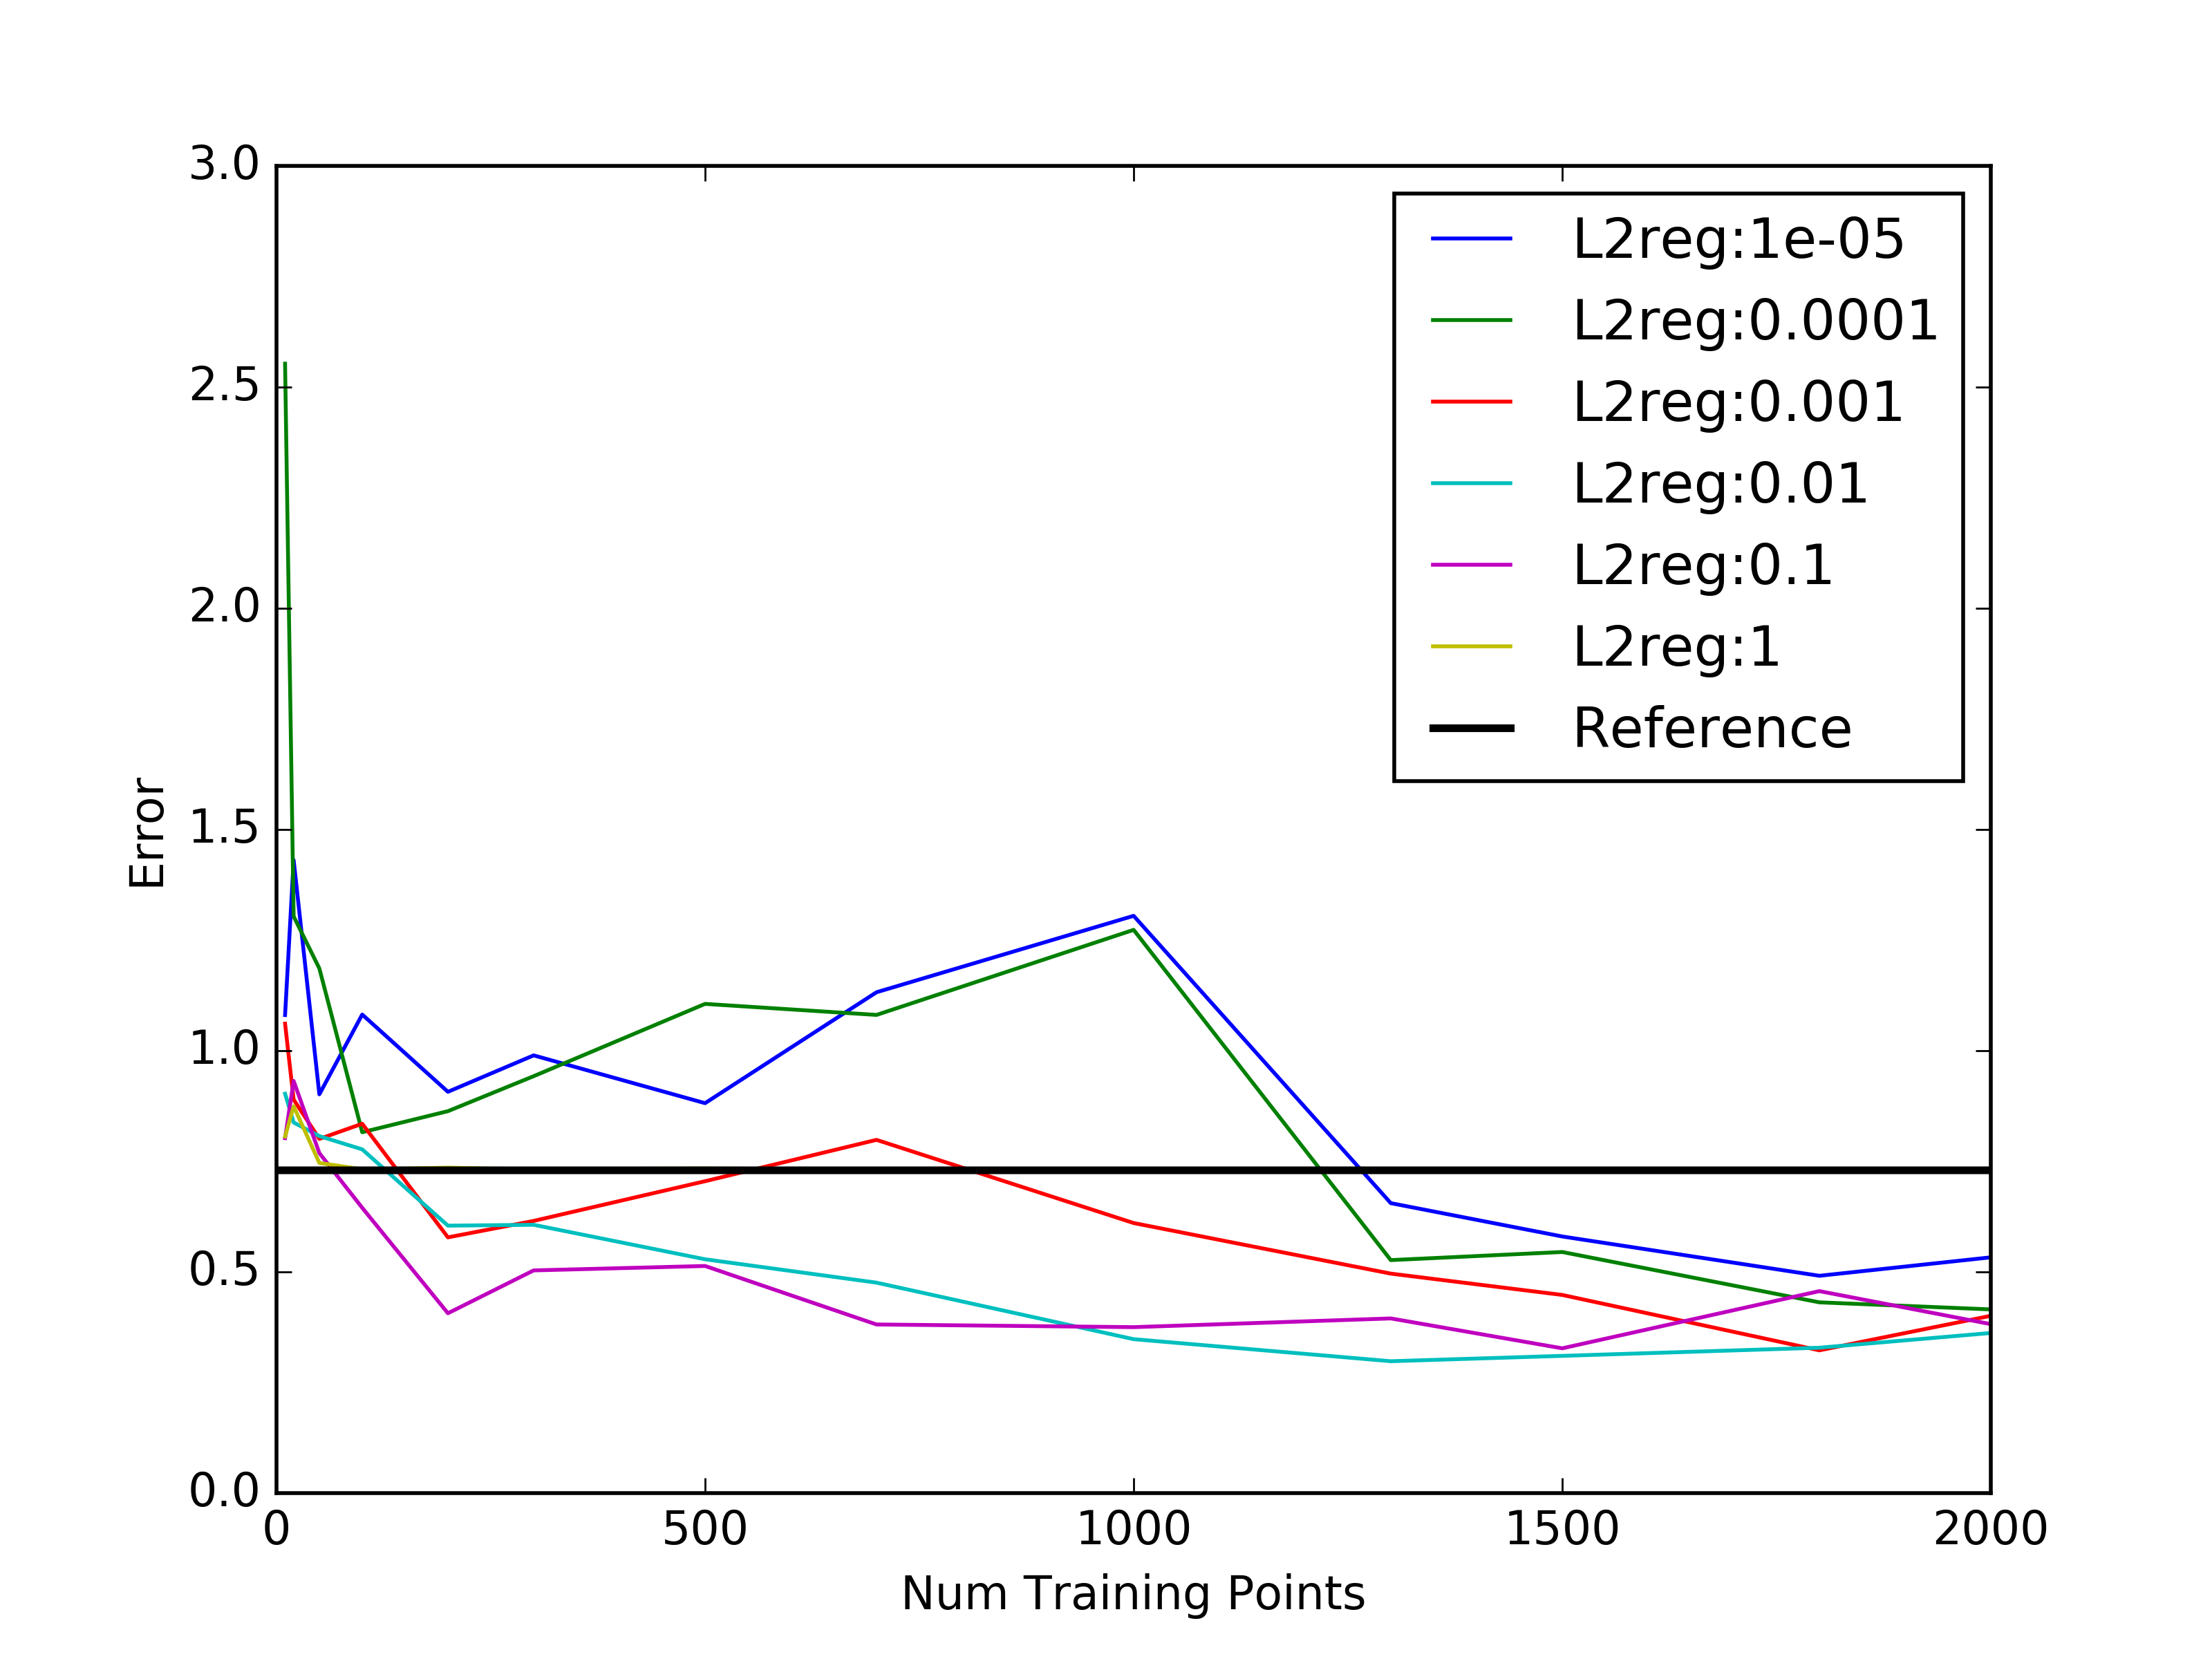 3.0
2.5
2.0
1.5
1.0
0.5
0.0
0
500
1000
1500
2000
Error
Num Training Points
L2reg:1e-05
L2reg:0.0001
L2reg:0.001
L2reg:0.01
L2reg:0.1
L2reg:1
Reference